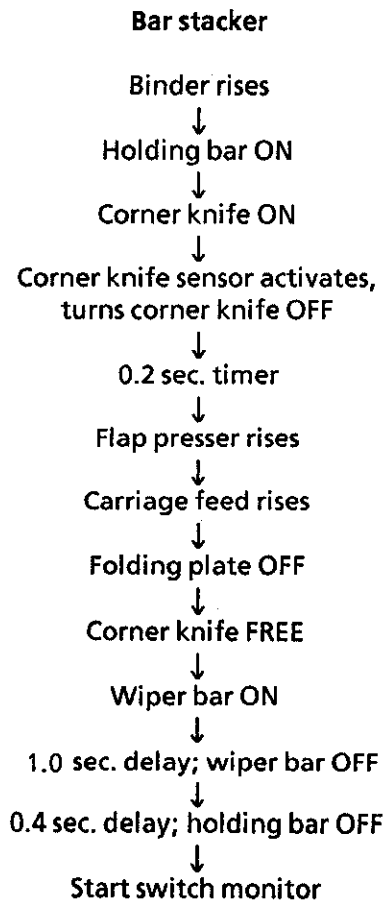 Bar stacker
Binder rises
↓
Holding bar ON
↓
Corner knife ON
↓
Corner knife sensor activates,
turns corner knife OFF
↓
0.2 sec. timer
↓
Flap presser rises
↓
Carriage feed rises
↓
Folding plate OFF
↓
Corner knife FREE
↓
Wiper bar ON
↓
1.0 sec. delay; wiper bar OFF
↓
0.4 sec. delay; holding bar OFF
↓
Start switch monitor